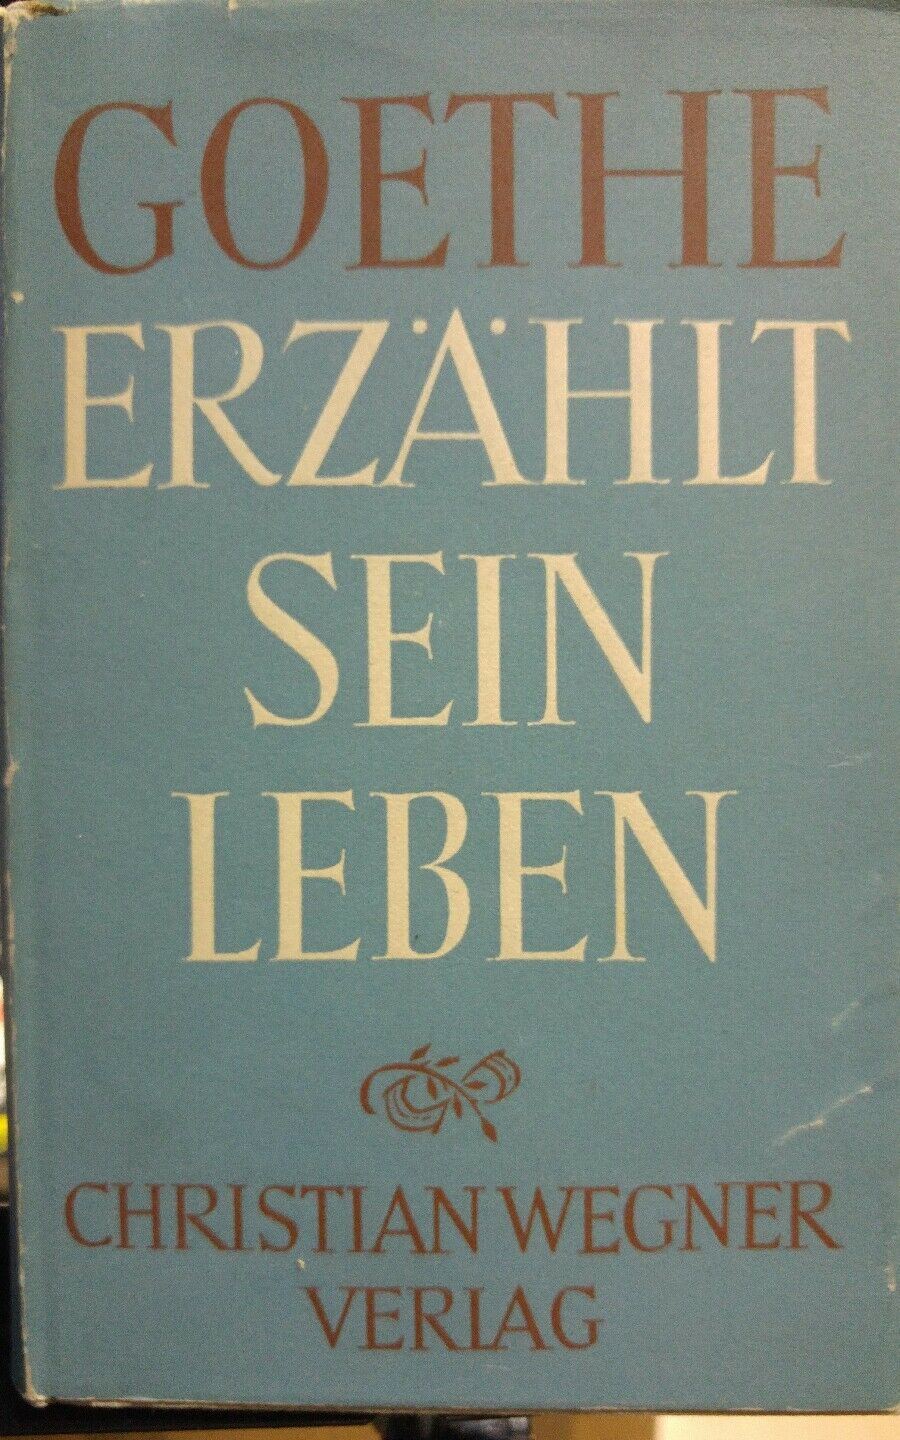 GOETHE
ERZÄHLT
SEIN
LEBEN
CHRISTIAN WEGNER
VERLAG